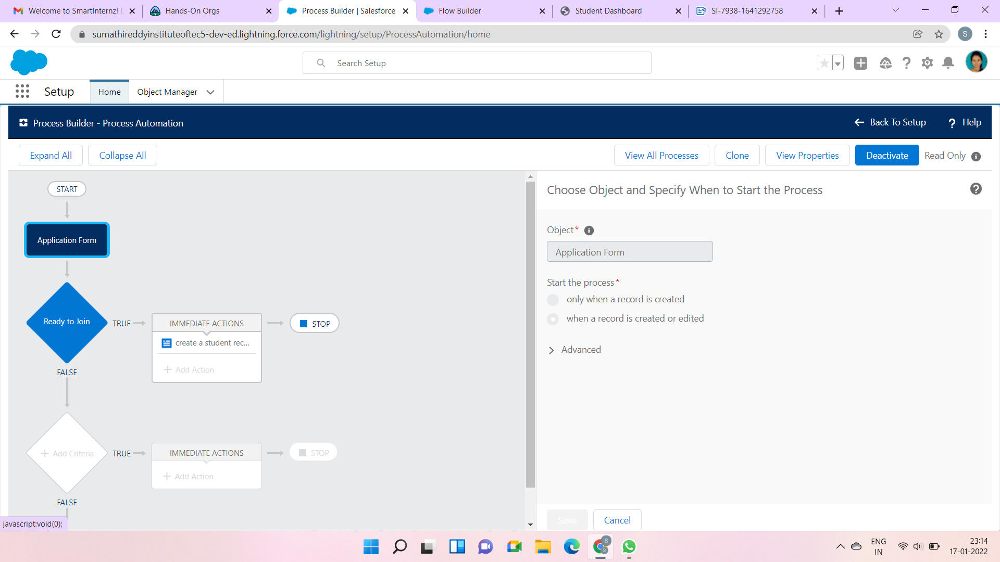 Welcome to SmartInternz!
Hands-On Orgs
Process Builder | Salesforce
Flow Builder
Student Dashboard
SI-7938-1641292758
sumathireddyinstituteoftec5-dev-ed.lightning.force.com/lightning/setup/ProcessAutomation/home
S
Search Setup
Setup
Home
Object Manager
Process Builder - Process Automation
Back To Setup
? Help
Expand All
Collapse All
View All Processes
Clone
View Properties
Deactivate
Read Only
START
Application Form
Ready to Join
TRUE
IMMEDIATE ACTIONS
STOP
create a student rec...
+ Add Action
FALSE
+ Add Criteria
TRUE
IMMEDIATE ACTIONS
STOP
+ Add Action
FALSE
Choose Object and Specify When to Start the Process
Object*
Application Form
Start the process*
only when a record is created
when a record is created or edited
Advanced
Save
Cancel
javascript:void(0);
ENG
IN
23:14
17-01-2022